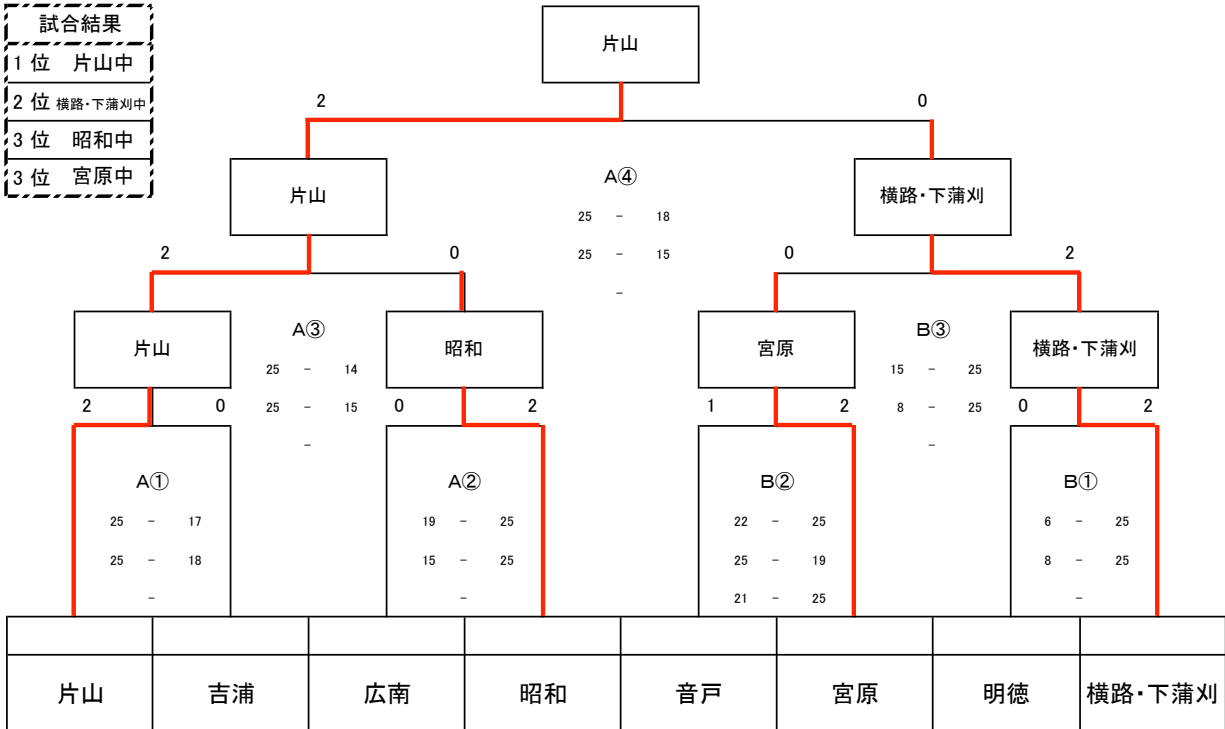 試合結果
1 位 片山中
2 位 横路・下蒲刈中
3 位 昭和中
3 位 宮原中
片山
2 0
片山
A④
横路・下蒲刈
25 - 18
25 - 15
-
2 0 0 2
片山
A③
昭和
宮原
B③
横路・下蒲刈
25 - 14
25 - 15
-
15 - 25
8 - 25
-
2 0 0 2 1 2 0 2
A①
25 - 17
25 - 18
-
A②
19 - 25
15 - 25
-
B②
22 - 25
25 - 19
21 - 25
B①
6 - 25
8 - 25
-
片山 吉浦 広南 昭和 音戸 宮原 明徳 横路・下蒲刈